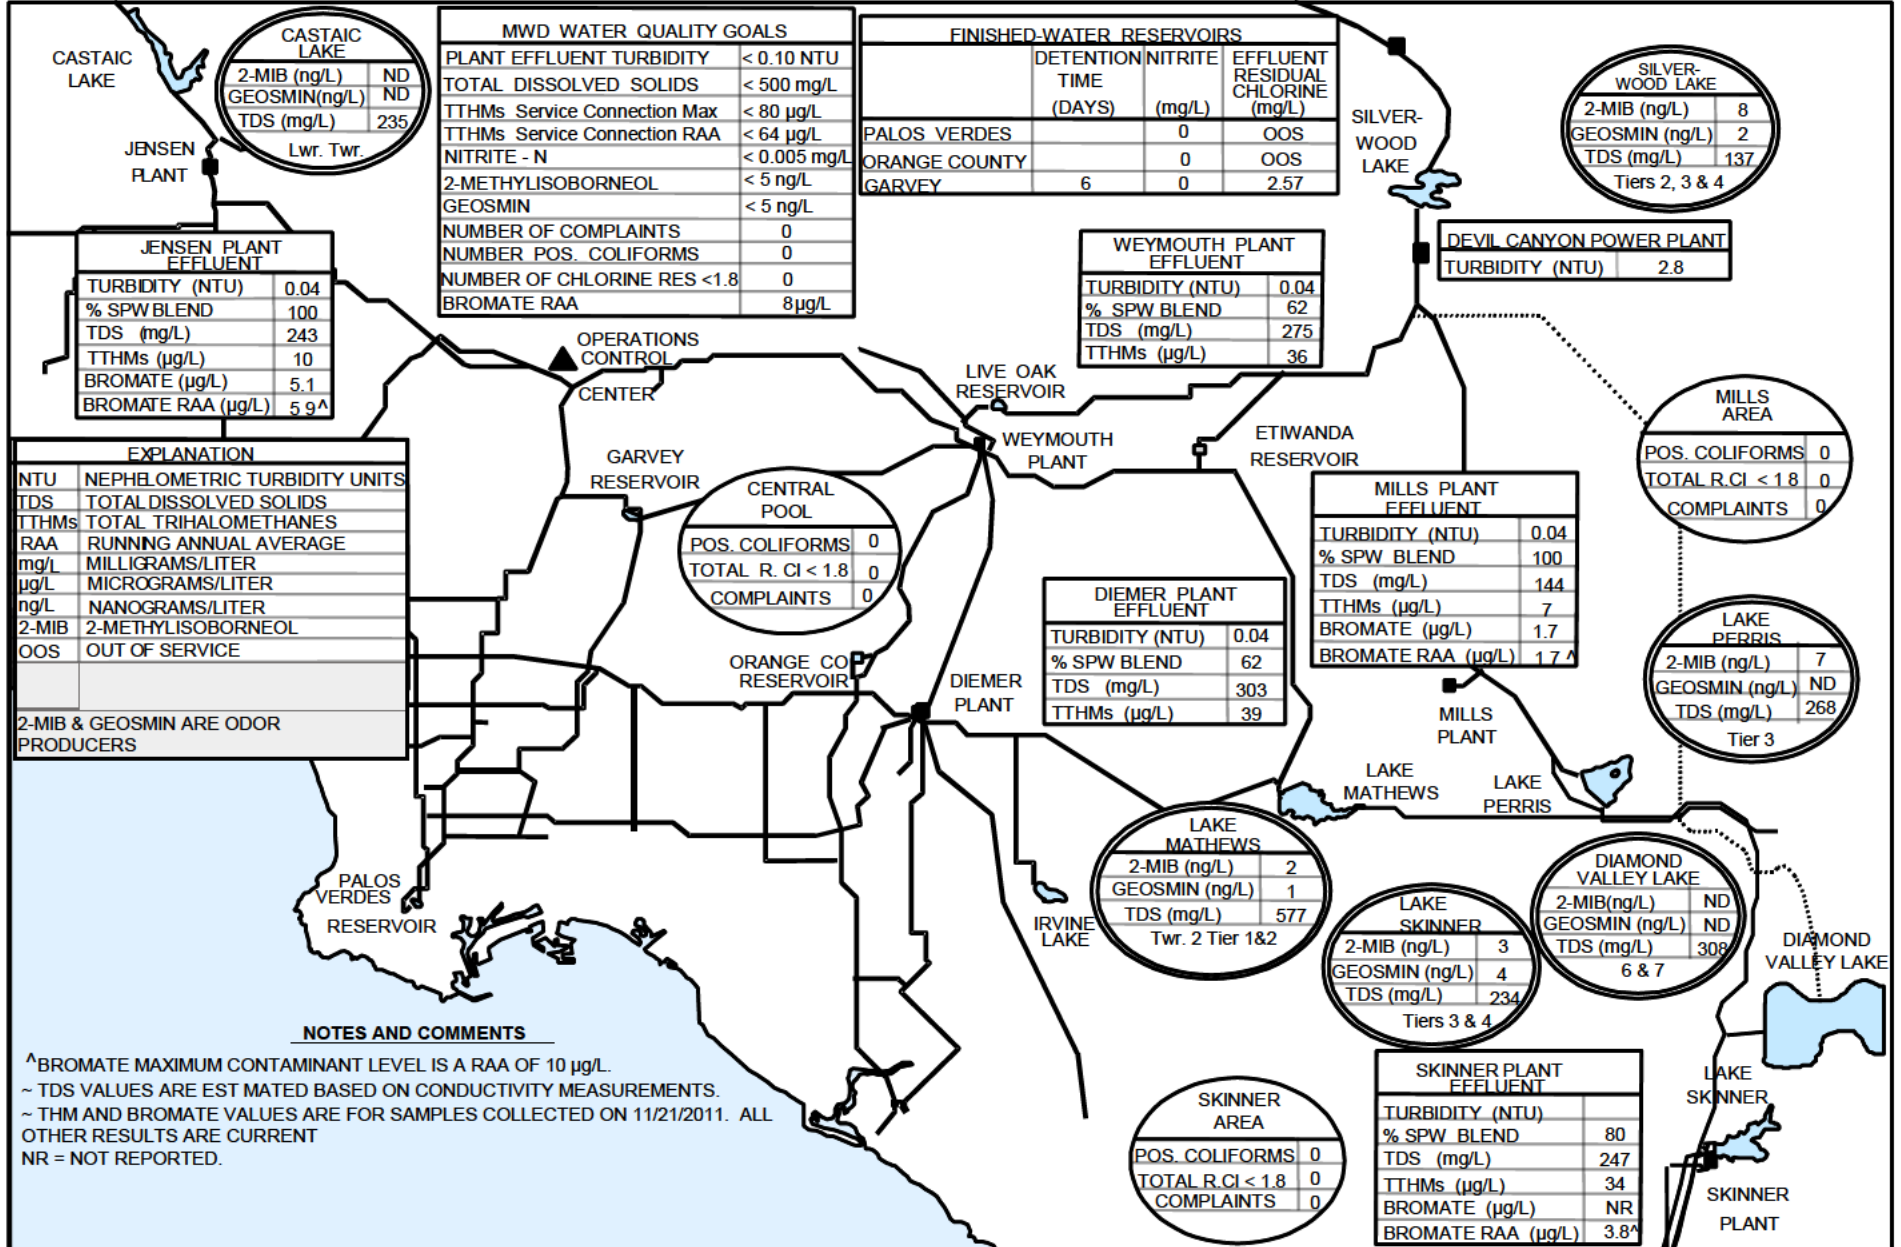 CASTAIC
LAKE
CASTAIC
LAKE
2-MIB (ng/L) ND
GEOSMIN(ng/L) ND
TDS (mg/L) 235
Lwr. Twr.
JENSEN
PLANT
MWD WATER QUALITY GOALS
PLANT EFFLUENT TURBIDITY < 0.10 NTU
TOTAL DISSOLVED SOLIDS < 500 mg/L
TTHMs Service Connection Max < 80 µg/L
TTHMs Service Connection RAA < 64 µg/L
NITRITE - N < 0.005 mg/L
2-METHYLISOBORNEOL < 5 ng/L
GEOSMIN < 5 ng/L
NUMBER OF COMPLAINTS 0
NUMBER POS. COLIFORMS 0
NUMBER OF CHLORINE RES <1.8 0
BROMATE RAA 8µg/L
FINISHED-WATER RESERVOIRS
DETENTION NITRITE EFFLUENT
TIME RESIDUAL
CHLORINE
(DAYS) (mg/L) (mg/L)
PALOS VERDES 0 OOS
ORANGE COUNTY 0 OOS
GARVEY 6 0 2.57
SILVER-
WOOD
LAKE
SILVER-
WOOD LAKE
2-MIB (ng/L) 8
GEOSMIN (ng/L) 2
TDS (mg/L) 137
Tiers 2, 3 & 4
DEVIL CANYON POWER PLANT
TURBIDITY (NTU) 2.8
JENSEN PLANT
EFFLUENT
TURBIDITY (NTU) 0.04
% SPW BLEND 100
TDS (mg/L) 243
TTHMs (µg/L) 10
BROMATE (µg/L) 5.1
BROMATE RAA (µg/L) 5 9^
WEYMOUTH PLANT
EFFLUENT
TURBIDITY (NTU) 0.04
% SPW BLEND 62
TDS (mg/L) 275
TTHMs (µg/L) 36
OPERATIONS
CONTROL
CENTER
LIVE OAK
RESERVOIR
WEYMOUTH
PLANT
ETIWANDA
RESERVOIR
GARVEY
RESERVOIR
MILLS
AREA
POS. COLIFORMS 0
TOTAL R.Cl < 1 8 0
COMPLAINTS 0
EXPLANATION
NTU NEPHELOMETRIC TURBIDITY UNITS
TDS TOTAL DISSOLVED SOLIDS
TTHMs TOTAL TRIHALOMETHANES
RAA RUNNING ANNUAL AVERAGE
mg/L MILLIGRAMS/LITER
µg/L MICROGRAMS/LITER
ng/L NANOGRAMS/LITER
2-MIB 2-METHYLISOBORNEOL
OOS OUT OF SERVICE
2-MIB & GEOSMIN ARE ODOR
PRODUCERS
CENTRAL
POOL
POS. COLIFORMS 0
TOTAL R. Cl < 1.8 0
COMPLAINTS 0
MILLS PLANT
EFFLUENT
TURBIDITY (NTU) 0.04
% SPW BLEND 100
TDS (mg/L) 144
TTHMs (µg/L) 7
BROMATE (µg/L) 1.7
BROMATE RAA (µg/L) 1 7 ^
DIEMER PLANT
EFFLUENT
TURBIDITY (NTU) 0.04
% SPW BLEND 62
TDS (mg/L) 303
TTHMs (µg/L) 39
ORANGE CO
RESERVOIR
DIEMER
PLANT
MILLS
PLANT
LAKE
PERRIS
2-MIB (ng/L) 7
GEOSMIN (ng/L) ND
TDS (mg/L) 268
Tier 3
LAKE
MATHEWS
LAKE
PERRIS
LAKE
MATHEWS
2-MIB (ng/L) 2
GEOSMIN (ng/L) 1
TDS (mg/L) 577
Twr. 2 Tier 1&2
PALOS
VERDES
RESERVOIR
IRVINE
LAKE
LAKE
SKINNER
2-MIB (ng/L) 3
GEOSMIN (ng/L) 4
TDS (mg/L) 234
Tiers 3 & 4
DIAMOND
VALLEY LAKE
2-MIB(ng/L) ND
GEOSMIN (ng/L) ND
TDS (mg/L) 308
6 & 7
DIAMOND
VALLEY LAKE
NOTES AND COMMENTS
^BROMATE MAXIMUM CONTAMINANT LEVEL IS A RAA OF 10 µg/L.
~ TDS VALUES ARE EST MATED BASED ON CONDUCTIVITY MEASUREMENTS.
~ THM AND BROMATE VALUES ARE FOR SAMPLES COLLECTED ON 11/21/2011. ALL
OTHER RESULTS ARE CURRENT
NR = NOT REPORTED.
SKINNER
AREA
POS. COLIFORMS 0
TOTAL R.Cl < 1.8 0
COMPLAINTS 0
SKINNER PLANT
EFFLUENT
TURBIDITY (NTU)
% SPW BLEND 80
TDS (mg/L) 247
TTHMs (µg/L) 34
BROMATE (µg/L) NR
BROMATE RAA (µg/L) 3.8^
LAKE
SKINNER
SKINNER
PLANT